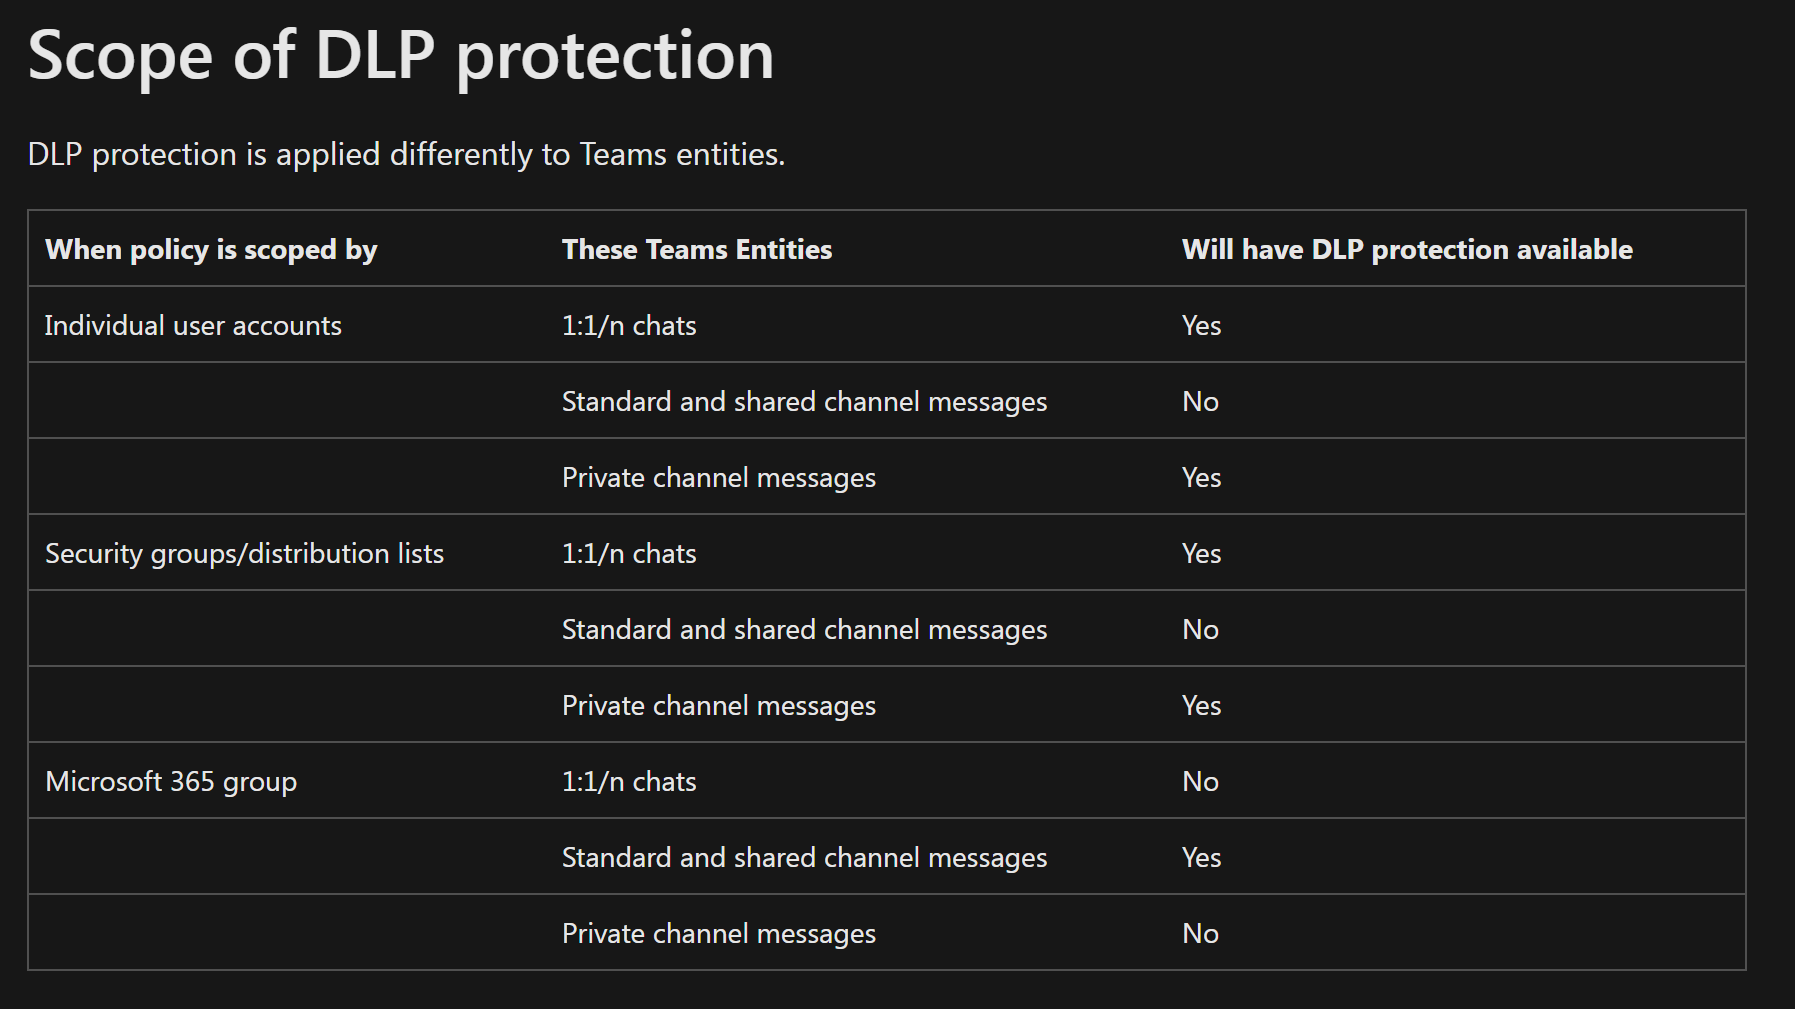 Scope of DLP protection
DLP protection is applied differently to Teams entities.
When policy is scoped by These Teams Entities Will have DLP protection available
Individual user accounts 1:1/n chats Yes
Standard and shared channel messages No
Private channel messages Yes
Security groups/distribution lists 1:1/n chats Yes
Standard and shared channel messages No
Private channel messages Yes
Microsoft 365 group 1:1/n chats No
Standard and shared channel messages Yes
Private channel messages No